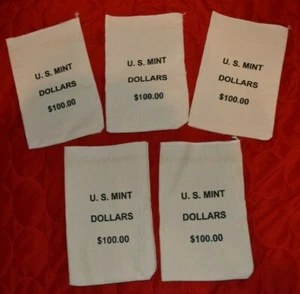 U. S. MINT
DOLLARS
$100.00
U. S. MINT
DOLLARS
$100.00
U. S. MINT
DOLLARS
$100.00
U. S. MINT
DOLLARS
$100.00
U. S. MINT
DOLLARS
$100.00